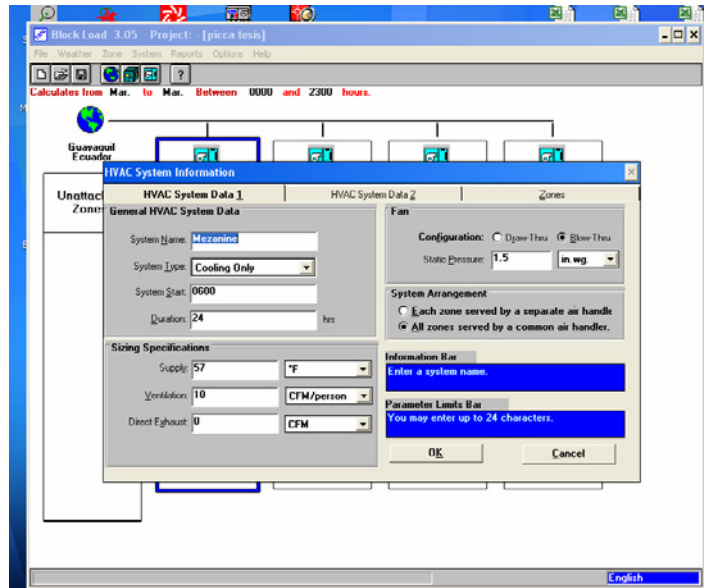 Block Load 3.05 Project: - [picca tesis]
File Weather Zone System Reports Options Help
?
Calculates from Mar. to Mar. Between 0000 and 2300 hours.
Guayaquil
Ecuador
Unattac
Zone
HVAC System Information
HVAC System Data 1
HVAC System Data 2
Zones
General HVAC System Data
System Name: Mezanine
System Type: Cooling Only
System Start: 0600
Duration: 24 hrs
Sizing Specifications
Supply: 57 °F
Ventilation: 10 CFM/person
Direct Exhaust: 0 CFM
Fan
Configuration: Draw-Thru Blow-Thru
Static Pressure: 1.5 in.wg.
System Arrangement
Each zone served by a separate air handle
All zones served by a common air handler.
Information Bar
Enter a system name.
Parameter Limits Bar
You may enter up to 24 characters.
OK Cancel
English